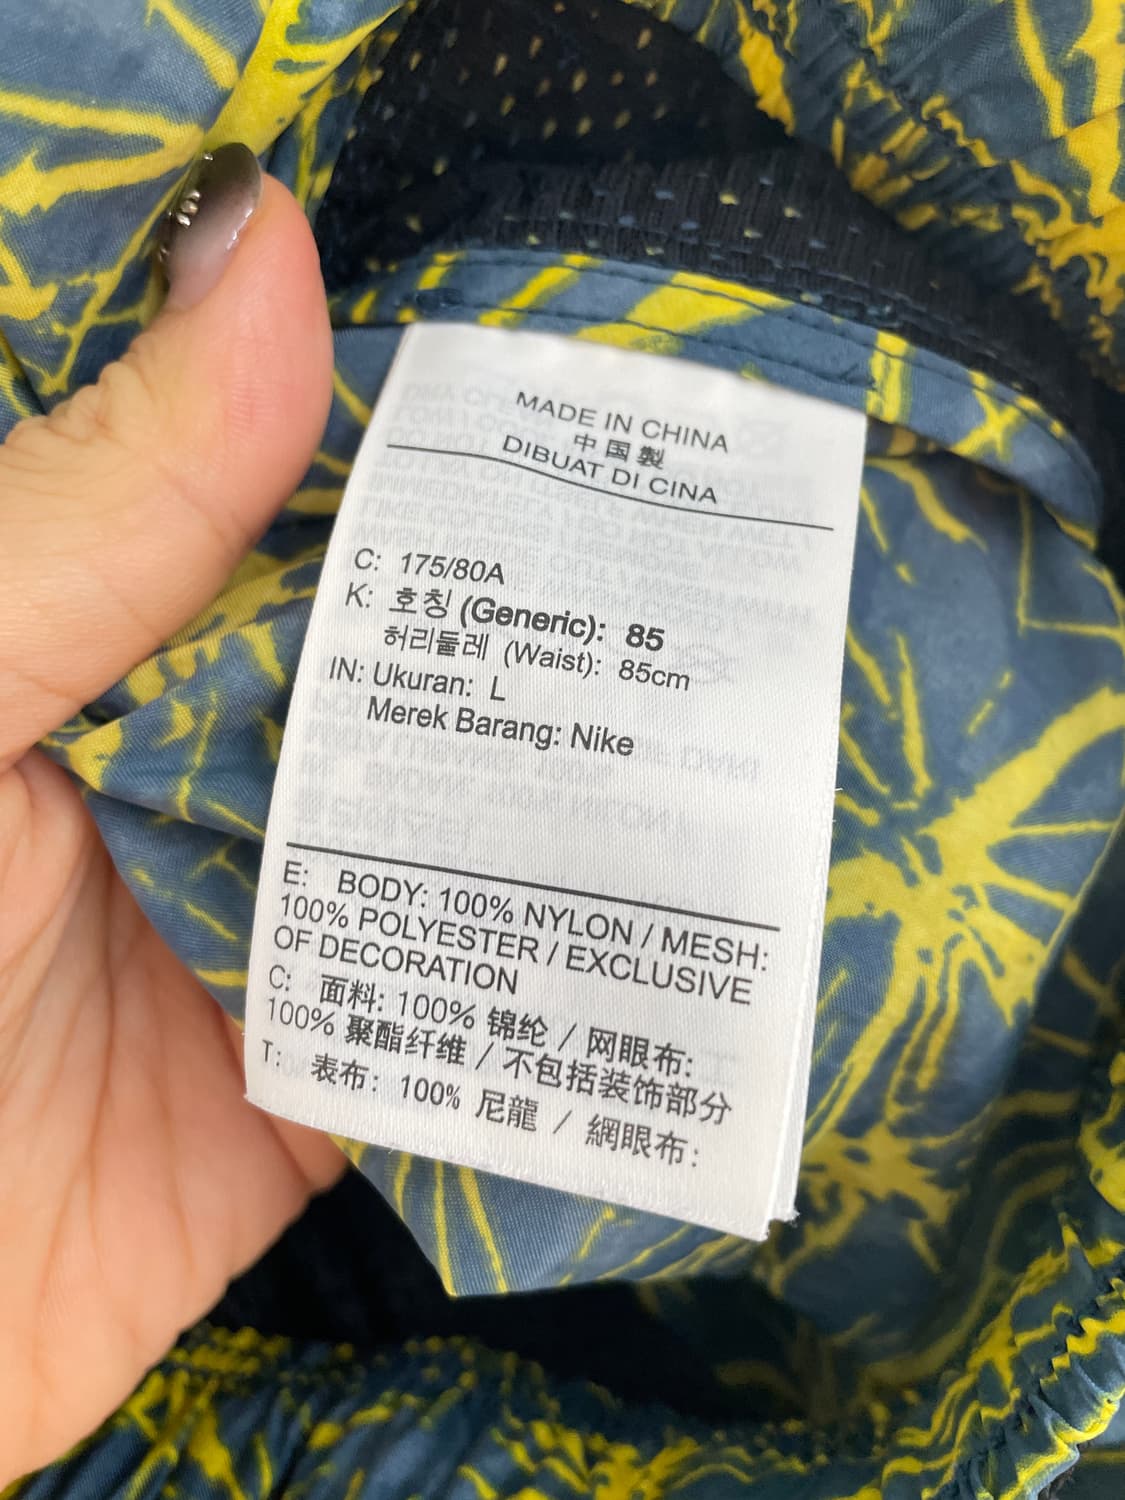 MADE IN CHINA
中国製
DIBUAT DI CINA
C: 175/80A
K: 호칭 (Generic): 85
허리둘레 (Waist): 85cm
IN: Ukuran: L
Merek Barang: Nike
E: BODY: 100% NYLON / MESH:
100% POLYESTER / EXCLUSIVE
OF DECORATION
C: 面料: 100% 锦纶 / 网眼布:
100% 聚酯纤维 / 不包括装饰部分
T: 表布: 100% 尼龍 / 網眼布: